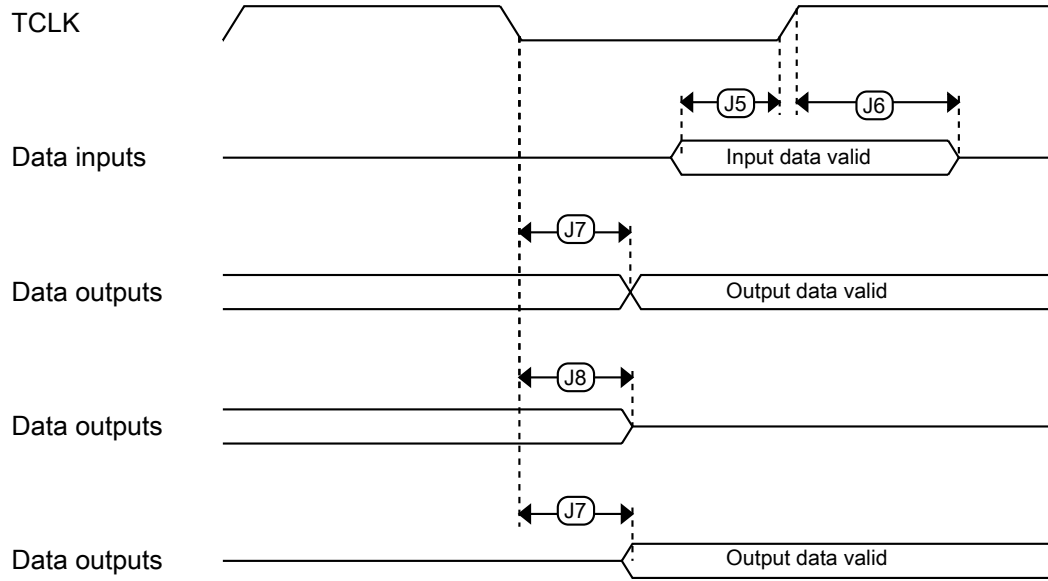 TCLK
J5
J6
Data inputs
Input data valid
J7
Data outputs
Output data valid
J8
Data outputs
J7
Data outputs
Output data valid